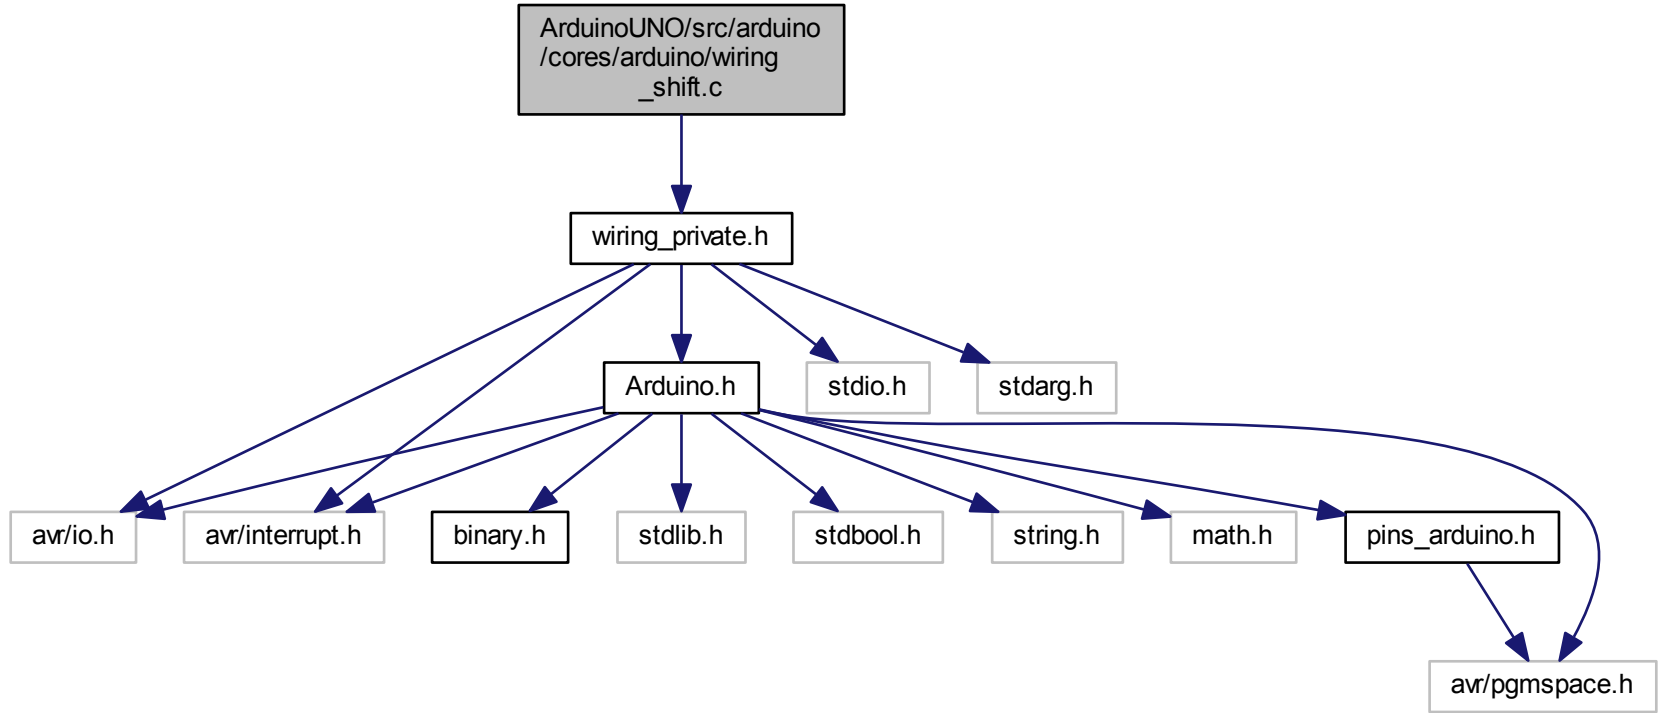 ArduinoUNO/src/arduino
/cores/arduino/wiring
_shift.c
wiring_private.h
Arduino.h
stdio.h
stdarg.h
avr/io.h
avr/interrupt.h
binary.h
stdlib.h
stdbool.h
string.h
math.h
pins_arduino.h
avr/pgmspace.h